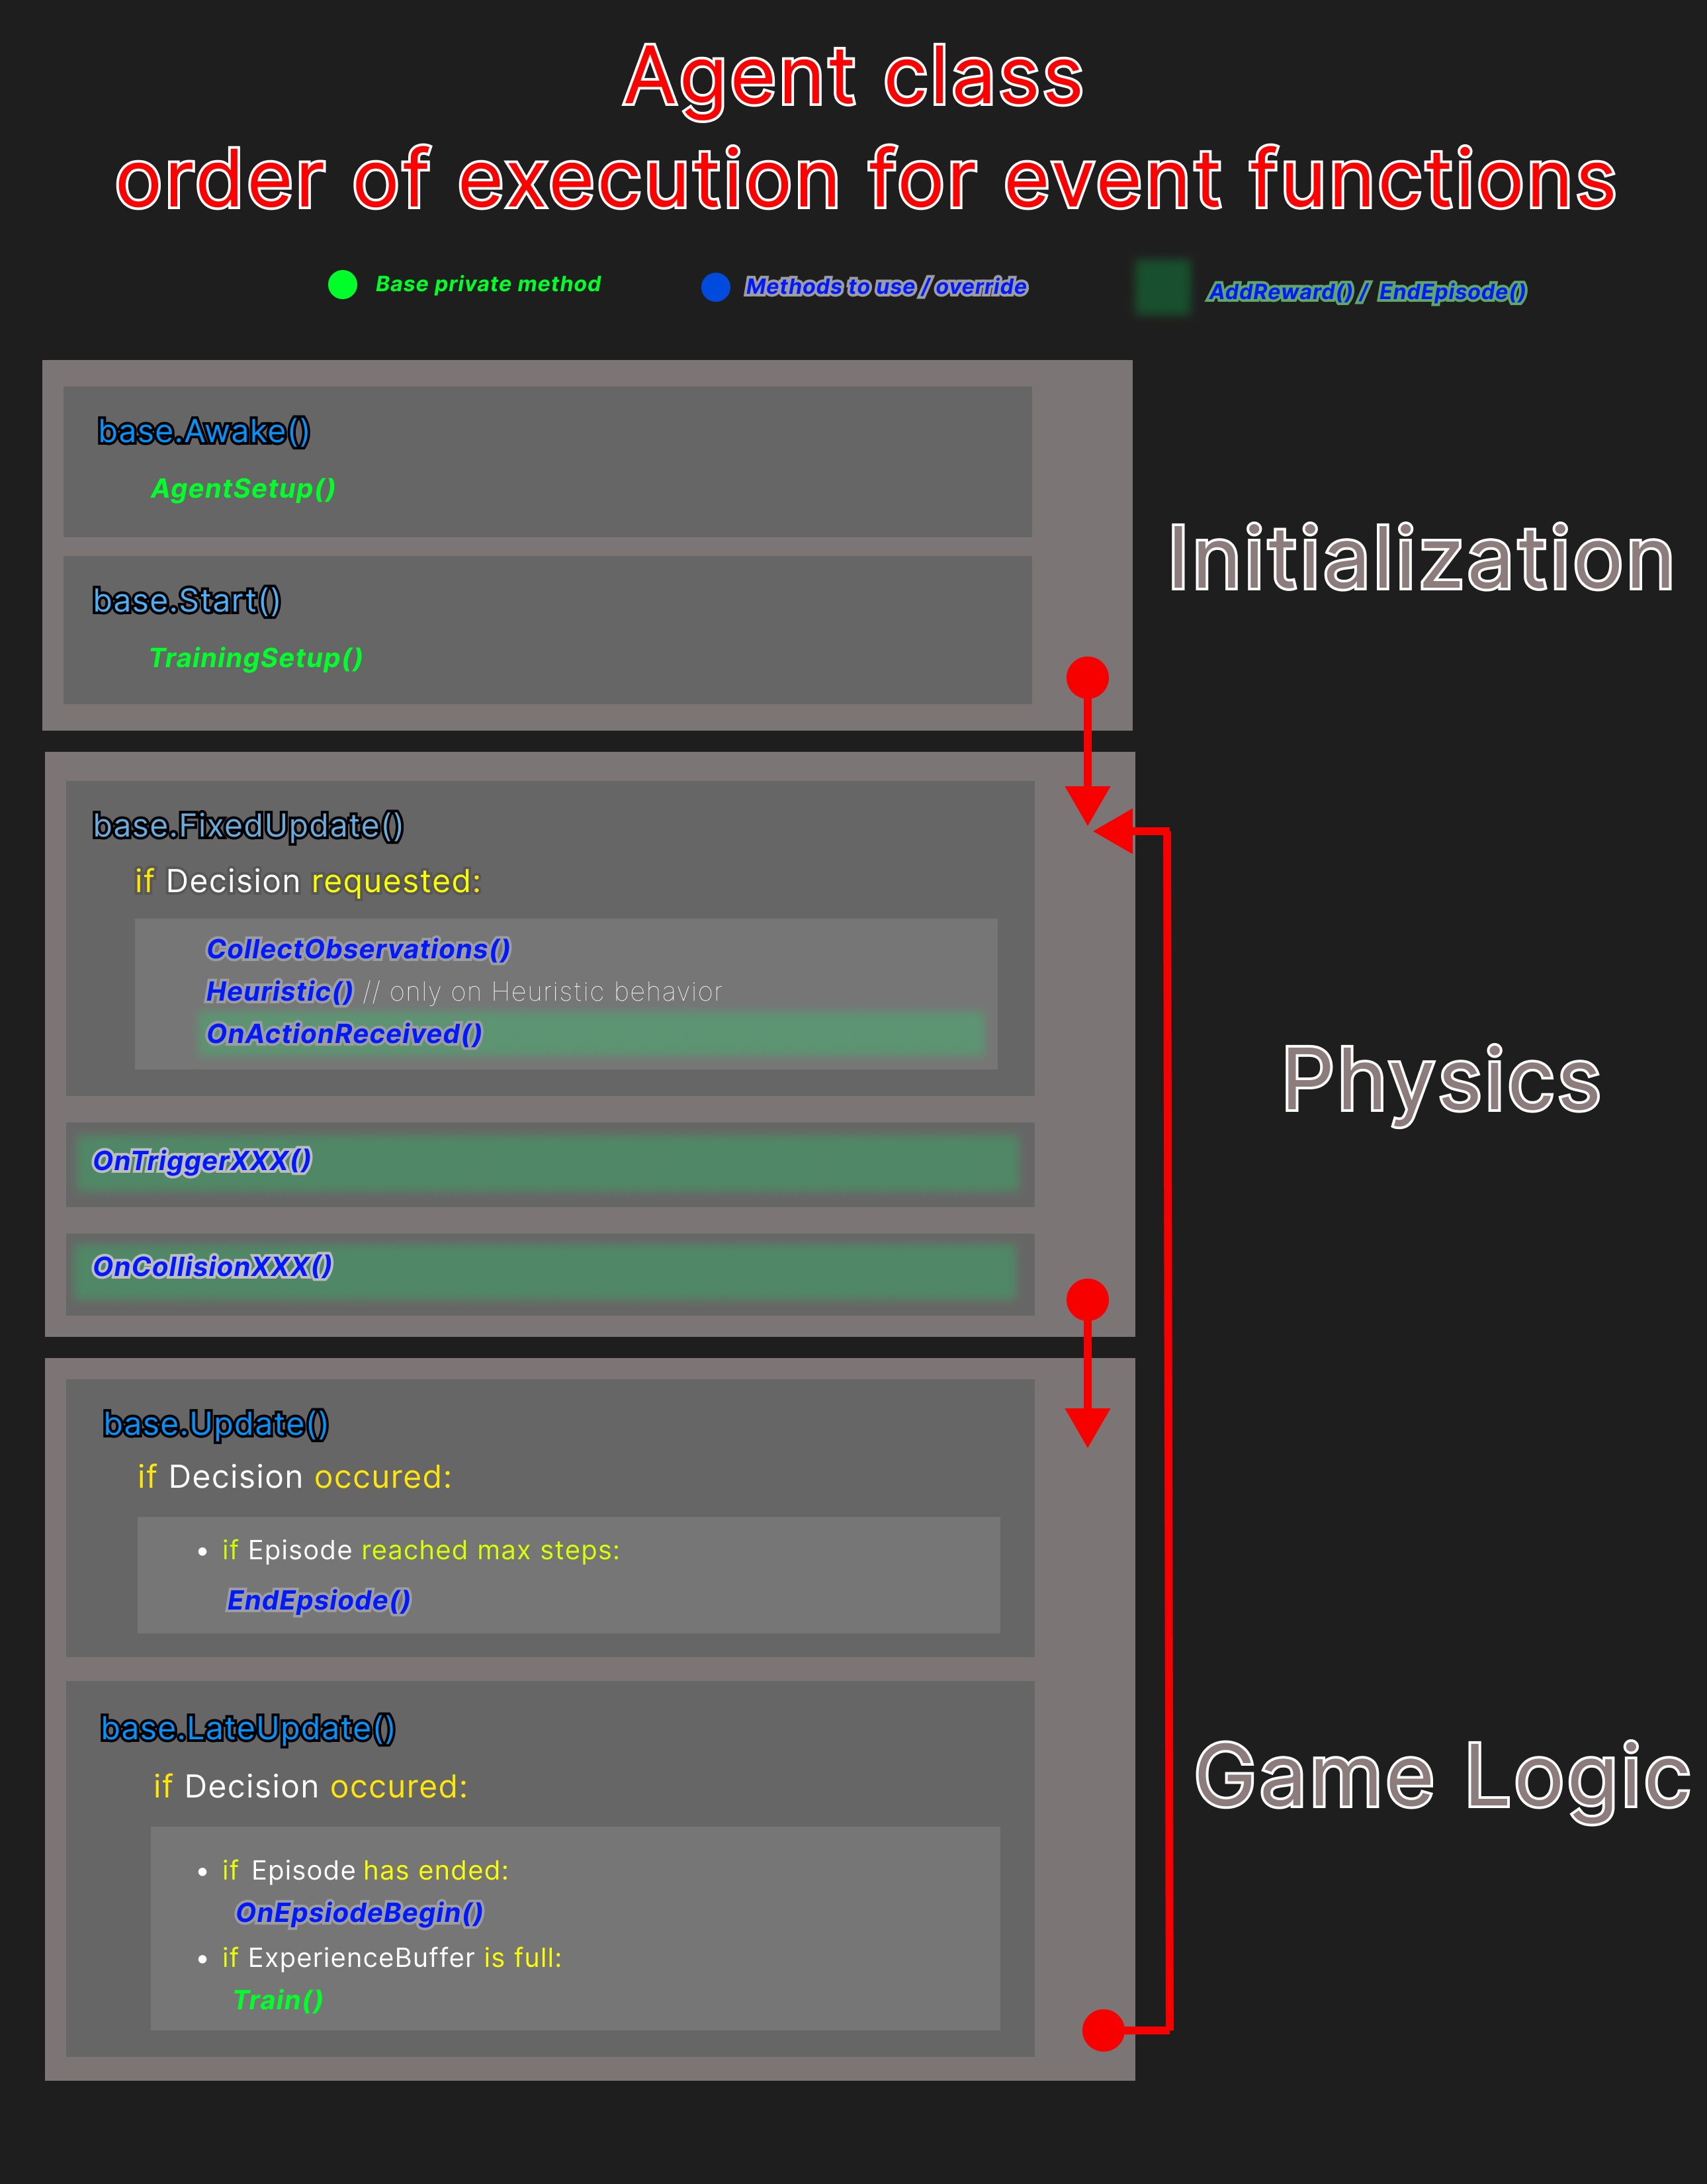 Agent class
order of execution for event functions
Base private method
Methods to use / override
AddReward() / EndEpisode()
base.Awake()
AgentSetup()
base.Start()
TrainingSetup()
Initialization
base.FixedUpdate()
if Decision requested:
CollectObservations()
Heuristic() // only on Heuristic behavior
OnActionReceived()
OnTriggerXXX()
OnCollisionXXX()
Physics
base.Update()
if Decision occured:
• if Episode reached max steps:
EndEpsiode()
base.LateUpdate()
if Decision occured:
• if Episode has ended:
OnEpsiodeBegin()
• if ExperienceBuffer is full:
Train()
Game Logic